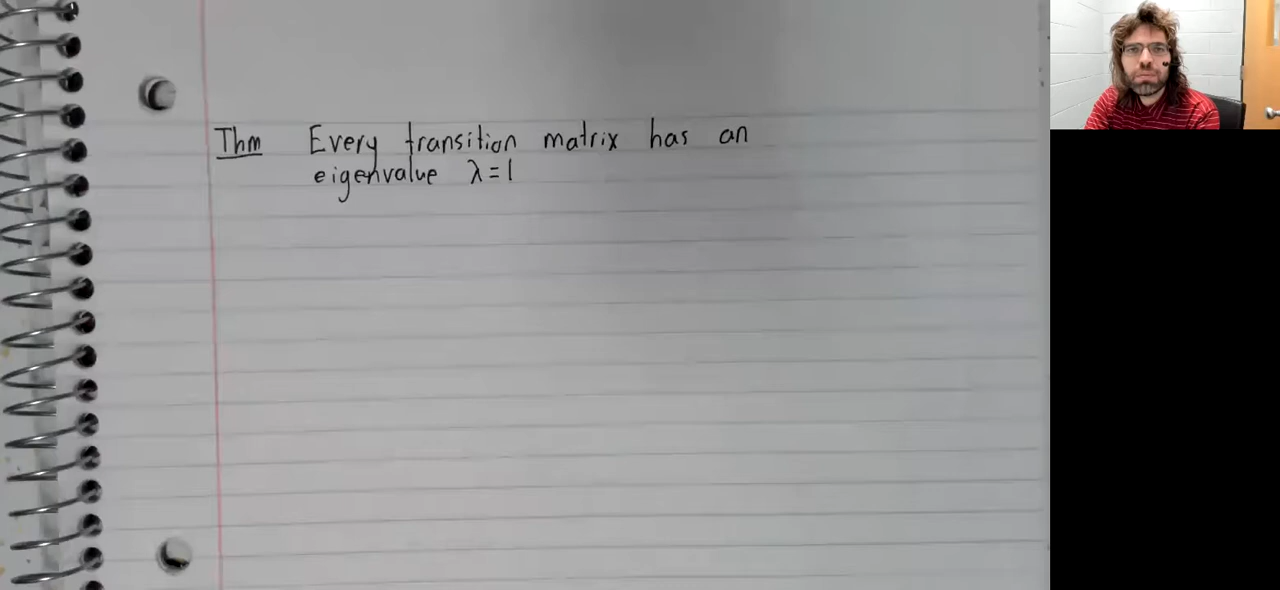 Thm Every transition matrix has an
eigenvalue λ=1